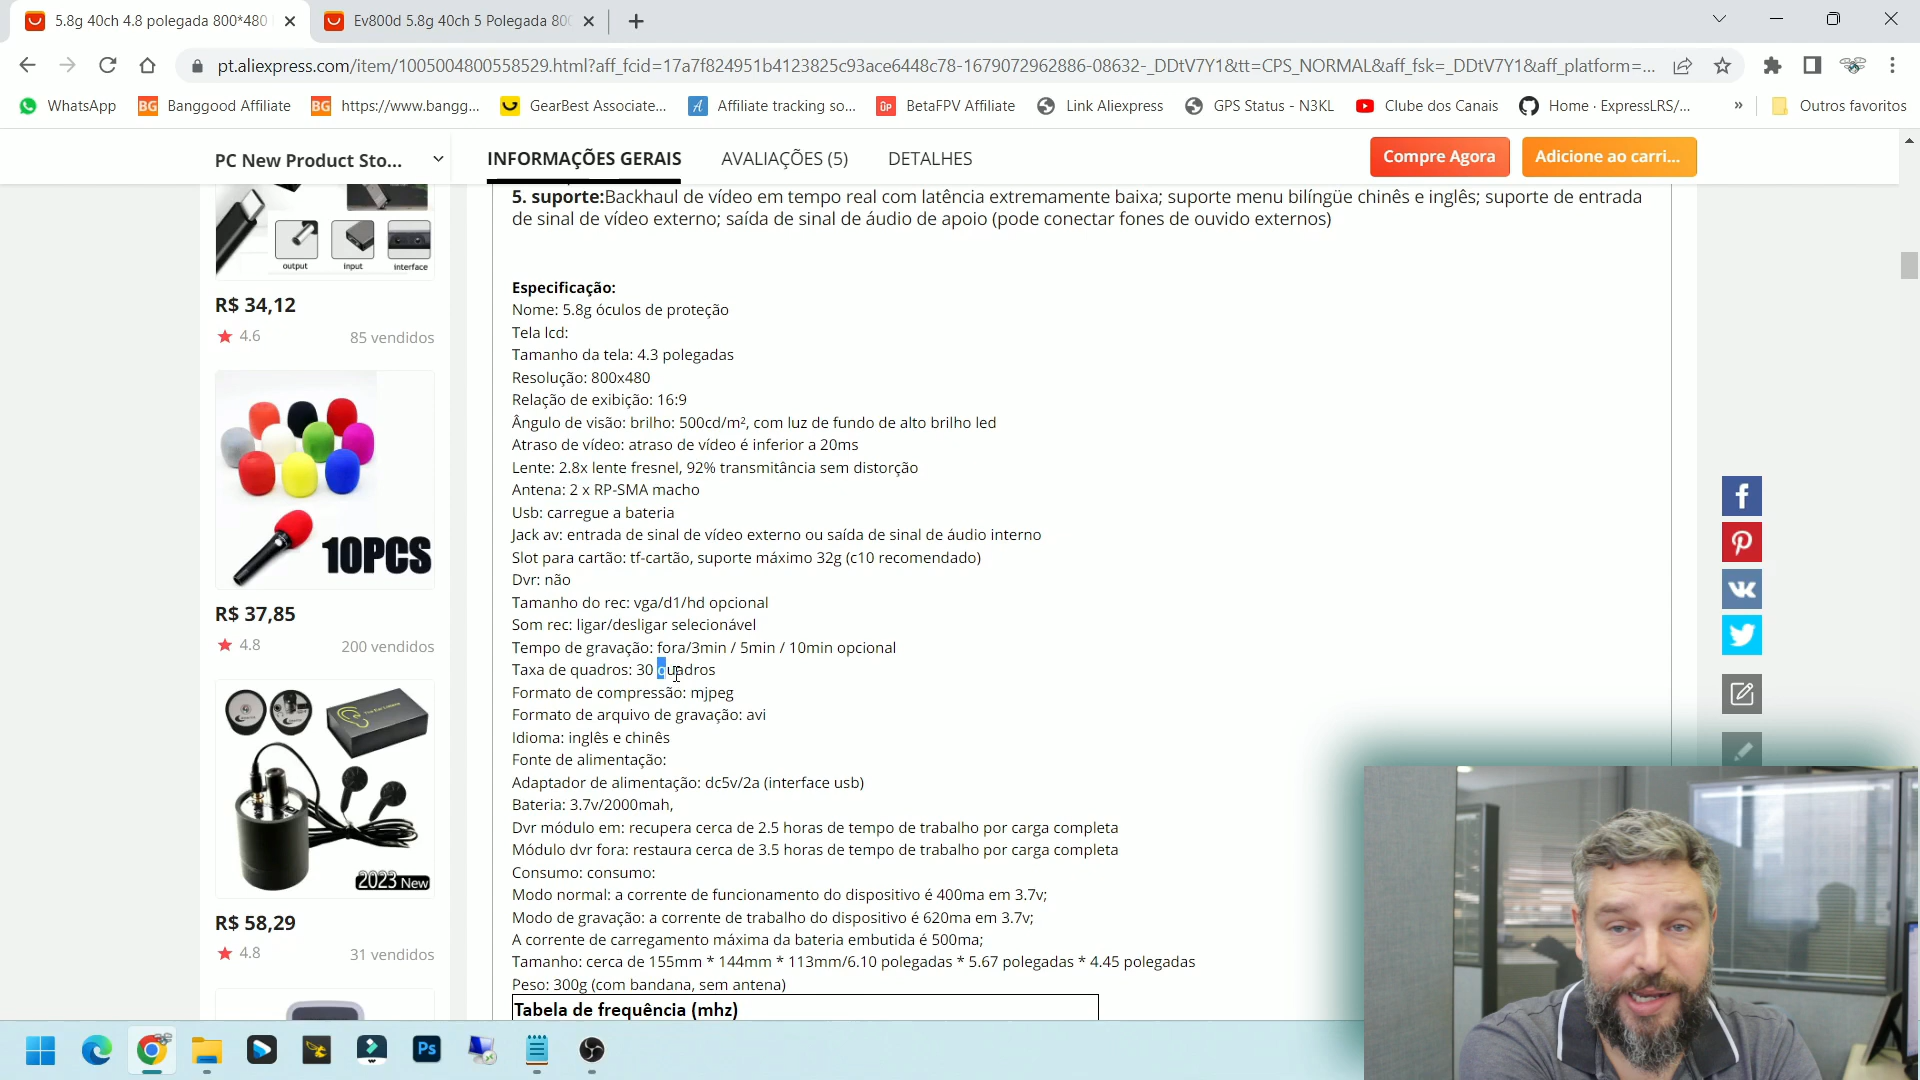 5.8g 40ch 4.8 polegada 800*480
Ev800d 5.8g 40ch 5 Polegada 80
pt.aliexpress.com/item/1005004800558529.html?aff_fcid=17a7f824951b4123825c93ace6448c78-1679072962886-08632-_DDtV7Y1&tt=CPS_NORMAL&aff_fsk=_DDtV7Y1&aff_platform=...
WhatsApp
BG Banggood Affiliate
BG https://www.bangg...
GearBest Associate...
Affiliate tracking so...
BetaFPV Affiliate
Link Aliexpress
GPS Status - N3KL
Clube dos Canais
Home · ExpressLRS/...
»
Outros favoritos
PC New Product Sto...
INFORMAÇÕES GERAIS
AVALIAÇÕES (5)
DETALHES
Compre Agora
Adicione ao carri...
output input interface
R$ 34,12
4.6 85 vendidos
10PCS
R$ 37,85
4.8 200 vendidos
2023 New
R$ 58,29
4.8 31 vendidos
5. suporte:Backhaul de vídeo em tempo real com latência extremamente baixa; suporte menu bilíngüe chinês e inglês; suporte de entrada
de sinal de vídeo externo; saída de sinal de áudio de apoio (pode conectar fones de ouvido externos)
Especificação:
Nome: 5.8g óculos de proteção
Tela lcd:
Tamanho da tela: 4.3 polegadas
Resolução: 800x480
Relação de exibição: 16:9
Ângulo de visão: brilho: 500cd/m², com luz de fundo de alto brilho led
Atraso de vídeo: atraso de vídeo é inferior a 20ms
Lente: 2.8x lente fresnel, 92% transmitância sem distorção
Antena: 2 x RP-SMA macho
Usb: carregue a bateria
Jack av: entrada de sinal de vídeo externo ou saída de sinal de áudio interno
Slot para cartão: tf-cartão, suporte máximo 32g (c10 recomendado)
Dvr: não
Tamanho do rec: vga/d1/hd opcional
Som rec: ligar/desligar selecionável
Tempo de gravação: fora/3min / 5min / 10min opcional
Taxa de quadros: 30 quadros
Formato de compressão: mjpeg
Formato de arquivo de gravação: avi
Idioma: inglês e chinês
Fonte de alimentação:
Adaptador de alimentação: dc5v/2a (interface usb)
Bateria: 3.7v/2000mah,
Dvr módulo em: recupera cerca de 2.5 horas de tempo de trabalho por carga completa
Módulo dvr fora: restaura cerca de 3.5 horas de tempo de trabalho por carga completa
Consumo: consumo:
Modo normal: a corrente de funcionamento do dispositivo é 400ma em 3.7v;
Modo de gravação: a corrente de trabalho do dispositivo é 620ma em 3.7v;
A corrente de carregamento máxima da bateria embutida é 500ma;
Tamanho: cerca de 155mm * 144mm * 113mm/6.10 polegadas * 5.67 polegadas * 4.45 polegadas
Peso: 300g (com bandana, sem antena)
Tabela de frequência (mhz)
Ps